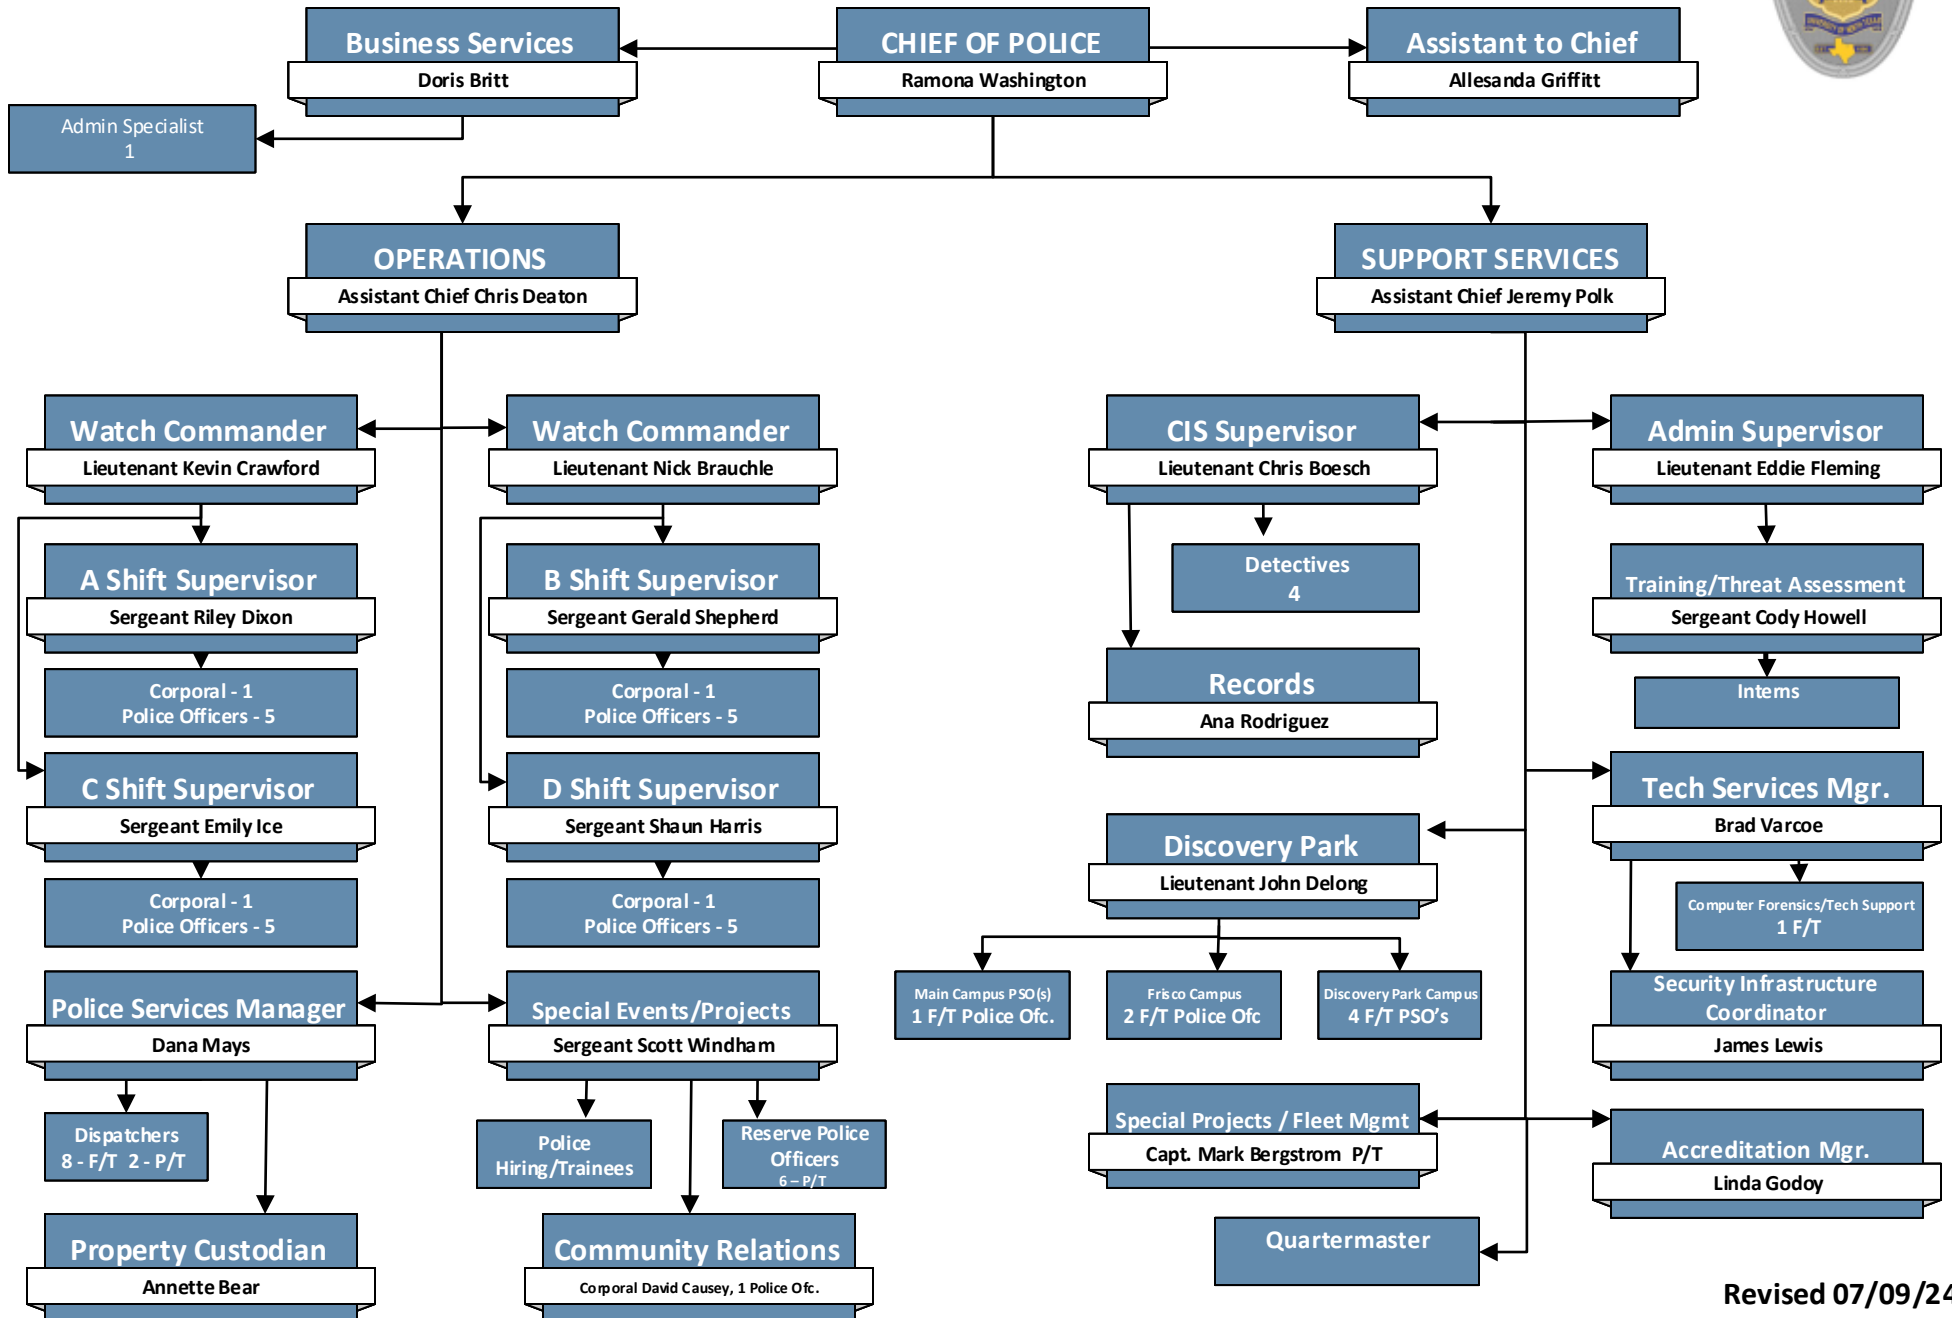 Business Services
Doris Britt
CHIEF OF POLICE
Ramona Washington
Assistant to Chief
Allesanda Griffitt
Admin Specialist
1
OPERATIONS
Assistant Chief Chris Deaton
SUPPORT SERVICES
Assistant Chief Jeremy Polk
Watch Commander
Lieutenant Kevin Crawford
Watch Commander
Lieutenant Nick Brauchle
CIS Supervisor
Lieutenant Chris Boesch
Admin Supervisor
Lieutenant Eddie Fleming
A Shift Supervisor
Sergeant Riley Dixon
Corporal - 1
Police Officers - 5
B Shift Supervisor
Sergeant Gerald Shepherd
Corporal - 1
Police Officers - 5
Detectives
4
Training/Threat Assessment
Sergeant Cody Howell
Interns
Records
Ana Rodriguez
C Shift Supervisor
Sergeant Emily Ice
Corporal - 1
Police Officers - 5
D Shift Supervisor
Sergeant Shaun Harris
Corporal - 1
Police Officers - 5
Tech Services Mgr.
Brad Varcoe
Discovery Park
Lieutenant John Delong
Computer Forensics/Tech Support
1 F/T
Main Campus PSO(s)
1 F/T Police Ofc.
Frisco Campus
2 F/T Police Ofc
Discovery Park Campus
4 F/T PSO's
Security Infrastructure
Coordinator
James Lewis
Police Services Manager
Dana Mays
Special Events/Projects
Sergeant Scott Windham
Dispatchers
8 - F/T 2 - P/T
Police
Hiring/Trainees
Reserve Police
Officers
6 – P/T
Special Projects / Fleet Mgmt
Capt. Mark Bergstrom P/T
Accreditation Mgr.
Linda Godoy
Property Custodian
Annette Bear
Community Relations
Corporal David Causey, 1 Police Ofc.
Quartermaster
Revised 07/09/24